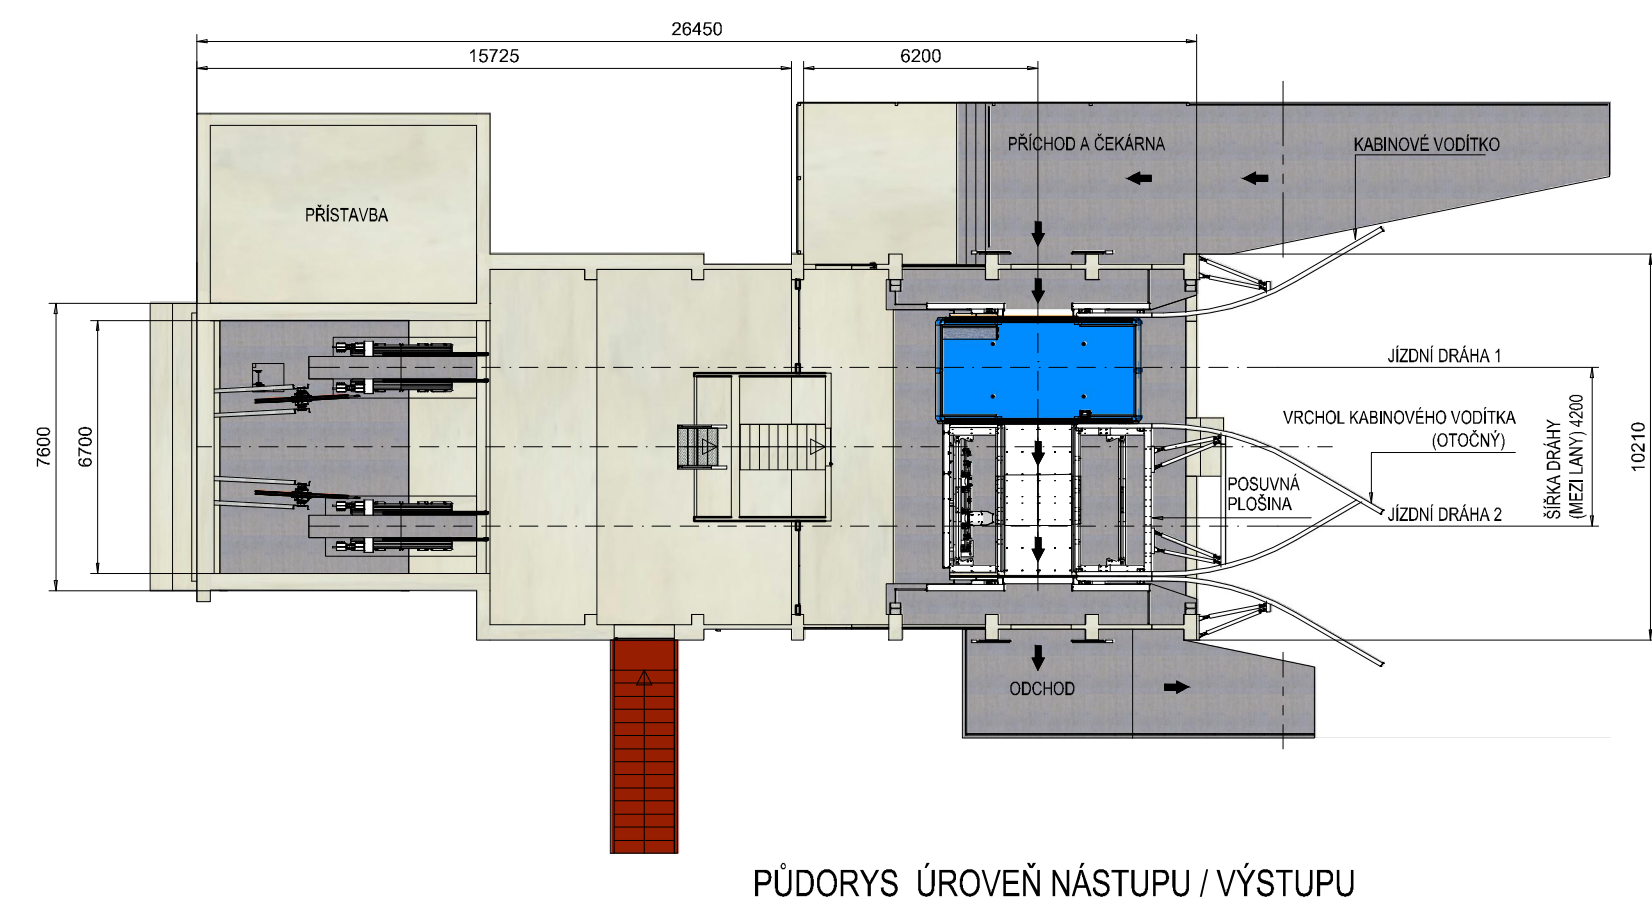 26450
15725
6200
PŘÍCHOD A ČEKÁRNA
KABINOVÉ VODÍTKO
PŘÍSTAVBA
JÍZDNÍ DRÁHA 1
VRCHOL KABINOVÉHO VODÍTKA
(OTOČNÝ)
7600
6700
ŠÍŘKA DRÁHY
(MEZI LANY) 4200
10210
POSUVNÁ
PLOŠINA
JÍZDNÍ DRÁHA 2
ODCHOD
PŮDORYS ÚROVEŇ NÁSTUPU / VÝSTUPU